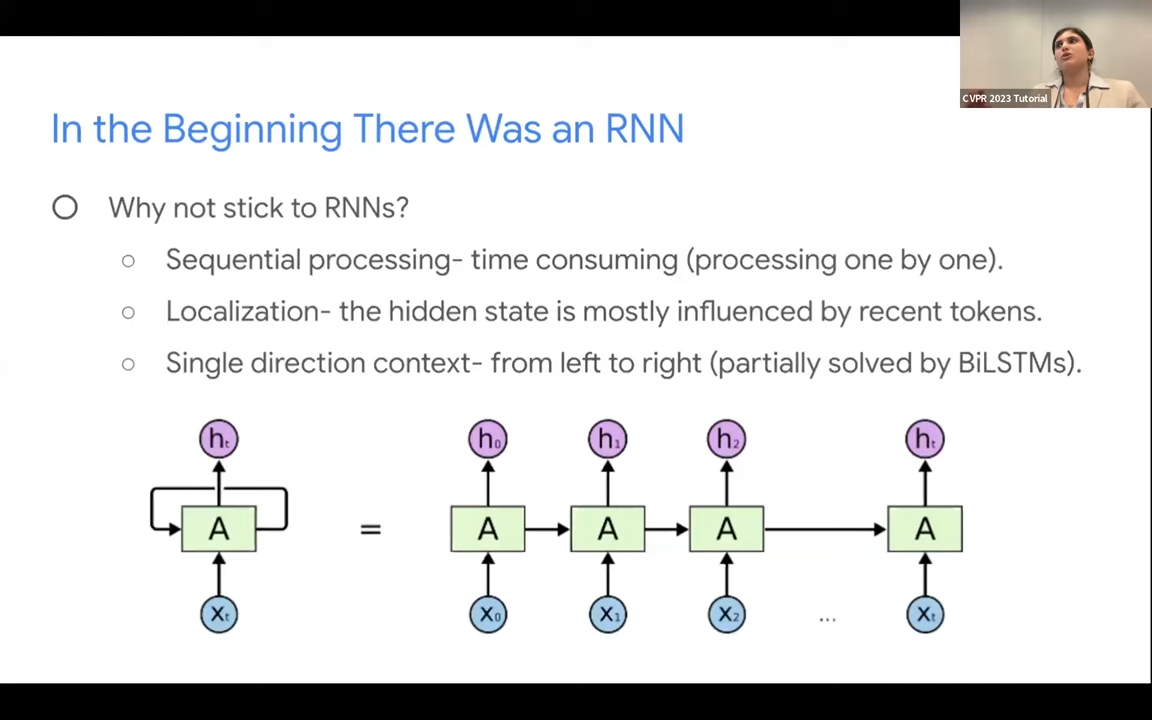 CVPR 2023 Tutorial
In the Beginning There Was an RNN
Why not stick to RNNs?
Sequential processing- time consuming (processing one by one).
Localization- the hidden state is mostly influenced by recent tokens.
Single direction context- from left to right (partially solved by BiLSTMs).
hₜ h₀ h₁ h₂ hₜ
A = A A A A
Xₜ X₀ X₁ X₂ ... Xₜ